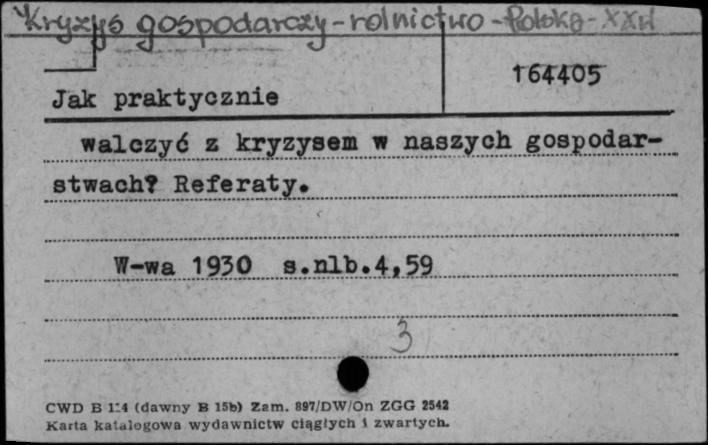 Kryzys gospodarczy - rolnictwo - Polska - XXw
164405
Jak praktycznie
walczyć z kryzysem w naszych gospodar-
stwach? Referaty.
W-wa 1930 s.nlb.4,59
3
CWD B 1:4 (dawny B 15b) Zam. 897/DW/On ZGG 2542
Karta katalogowa wydawnictw ciągłych i zwartych.